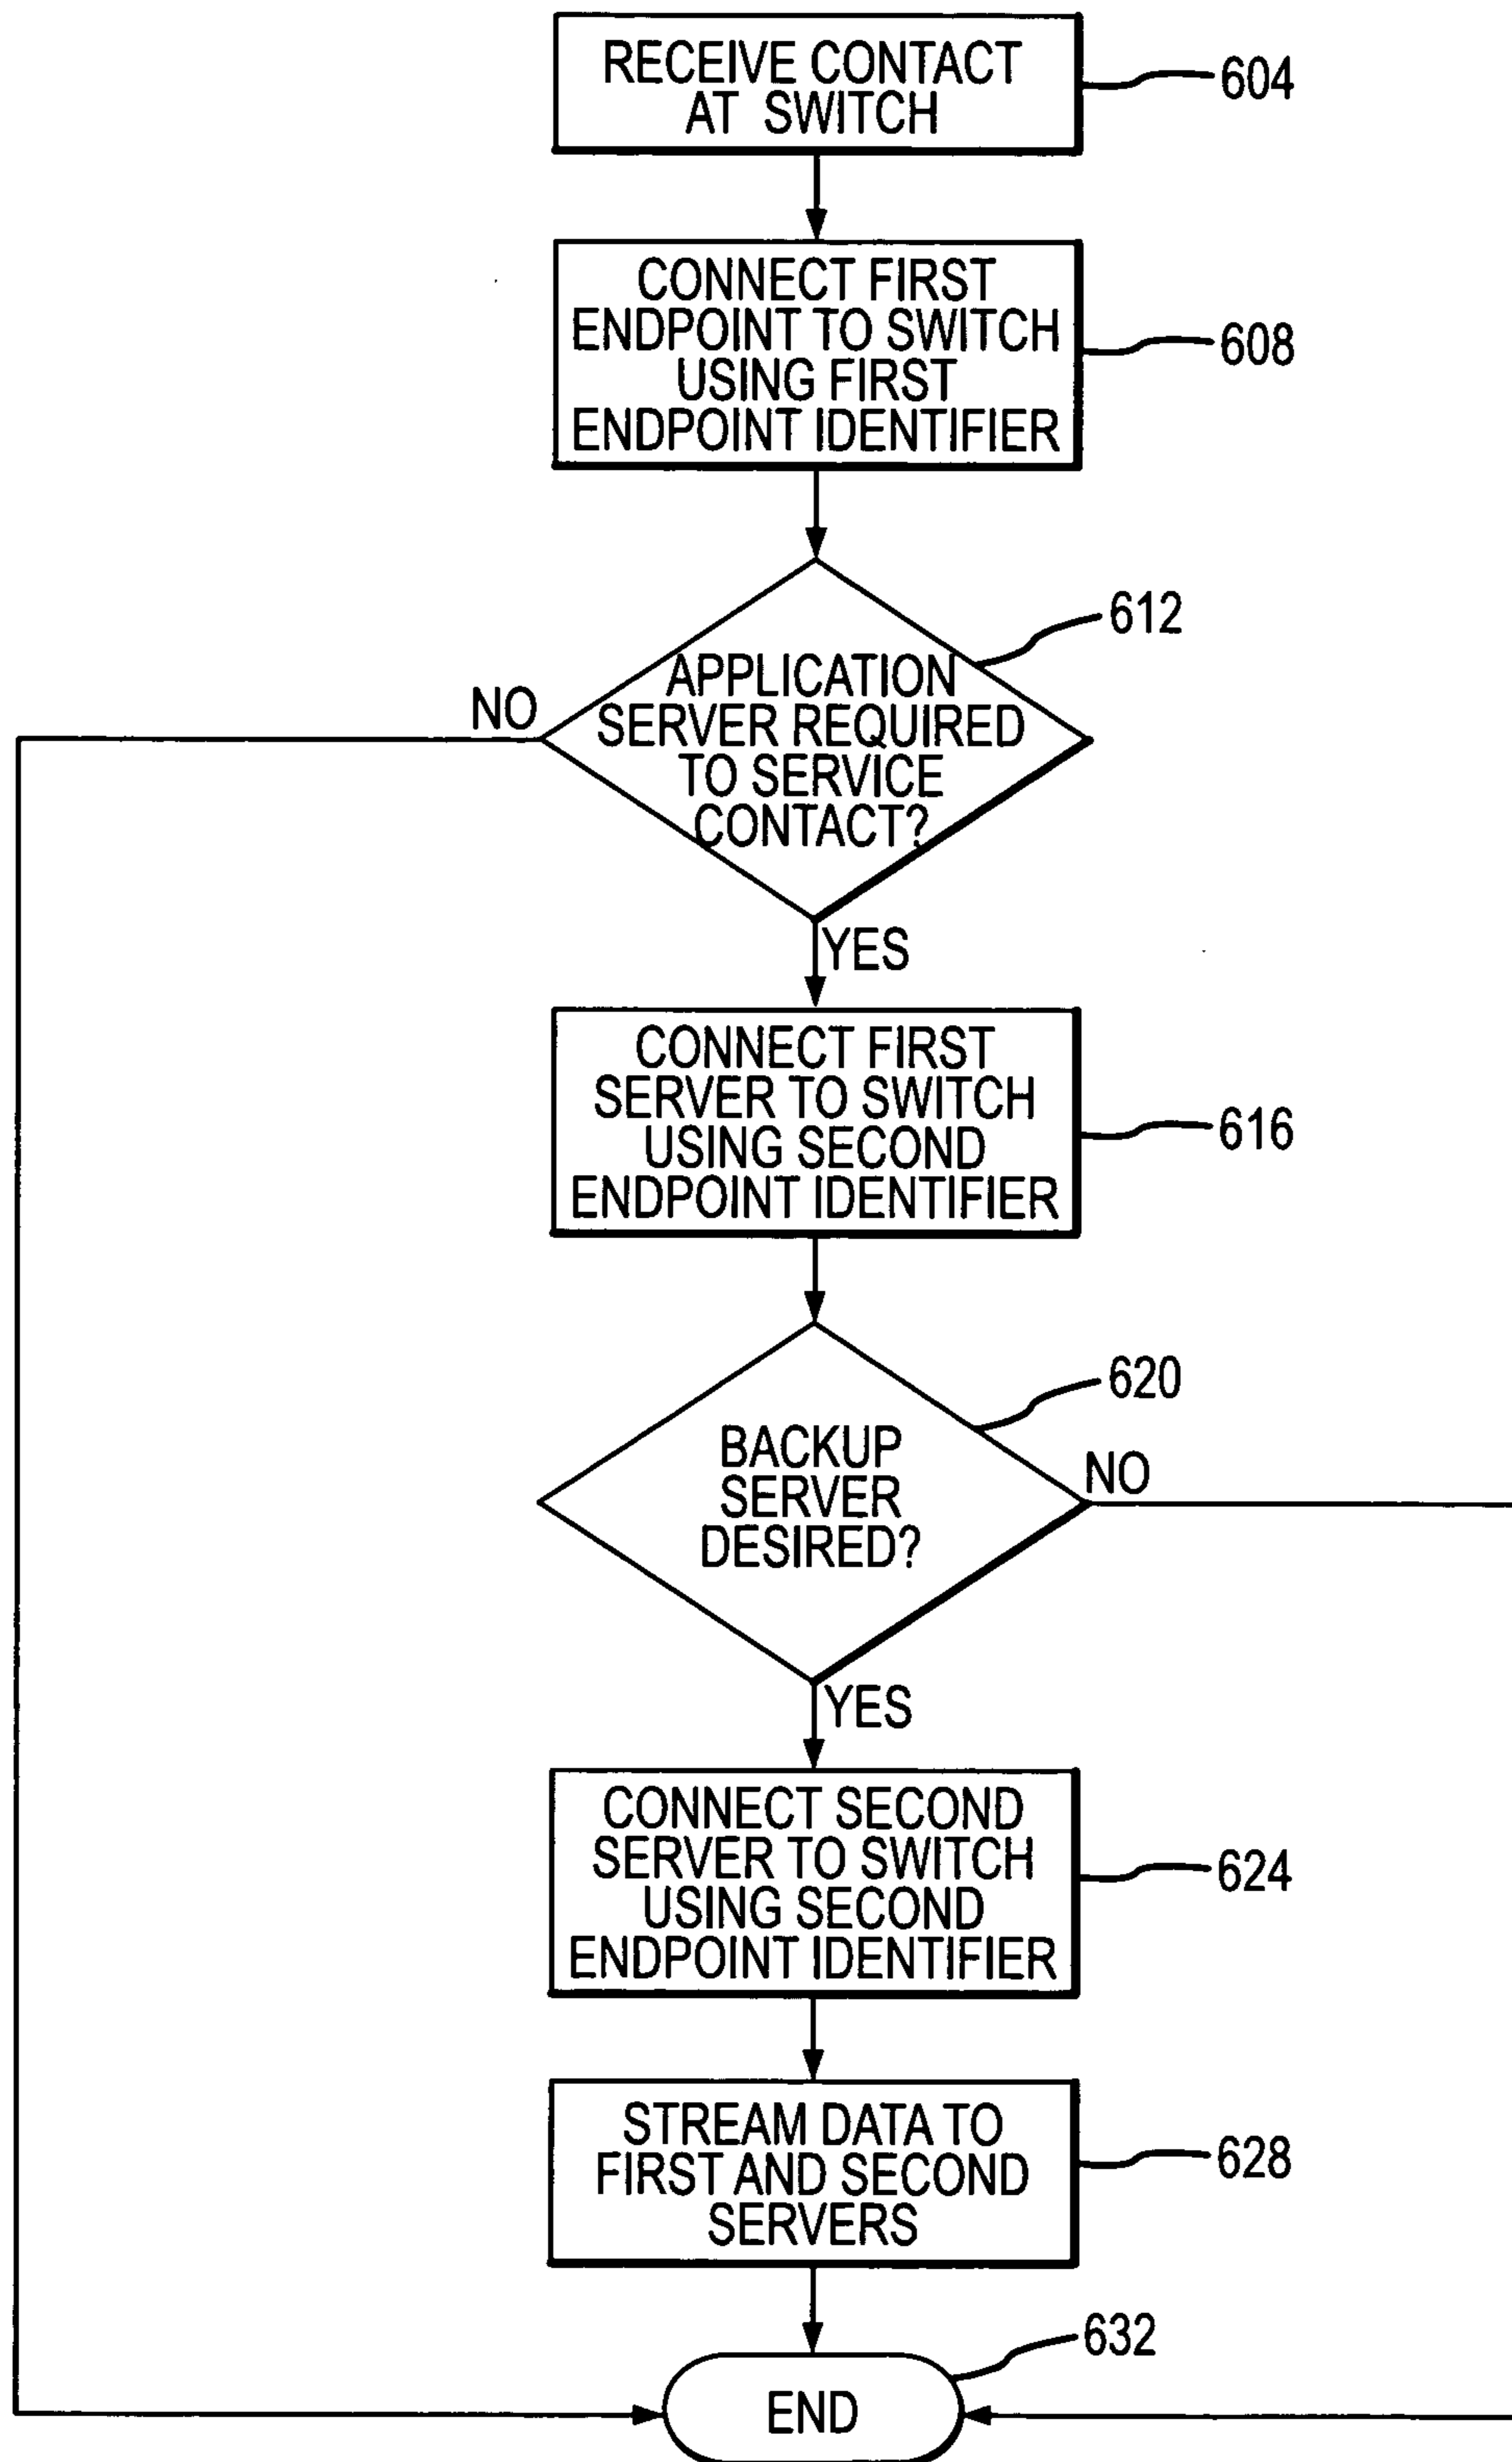 RECEIVE CONTACT
AT SWITCH
604
CONNECT FIRST
ENDPOINT TO SWITCH
USING FIRST
ENDPOINT IDENTIFIER
608
612
APPLICATION
SERVER REQUIRED
TO SERVICE
CONTACT?
NO
YES
CONNECT FIRST
SERVER TO SWITCH
USING SECOND
ENDPOINT IDENTIFIER
616
620
BACKUP
SERVER
DESIRED?
NO
YES
CONNECT SECOND
SERVER TO SWITCH
USING SECOND
ENDPOINT IDENTIFIER
624
STREAM DATA TO
FIRST AND SECOND
SERVERS
628
632
END